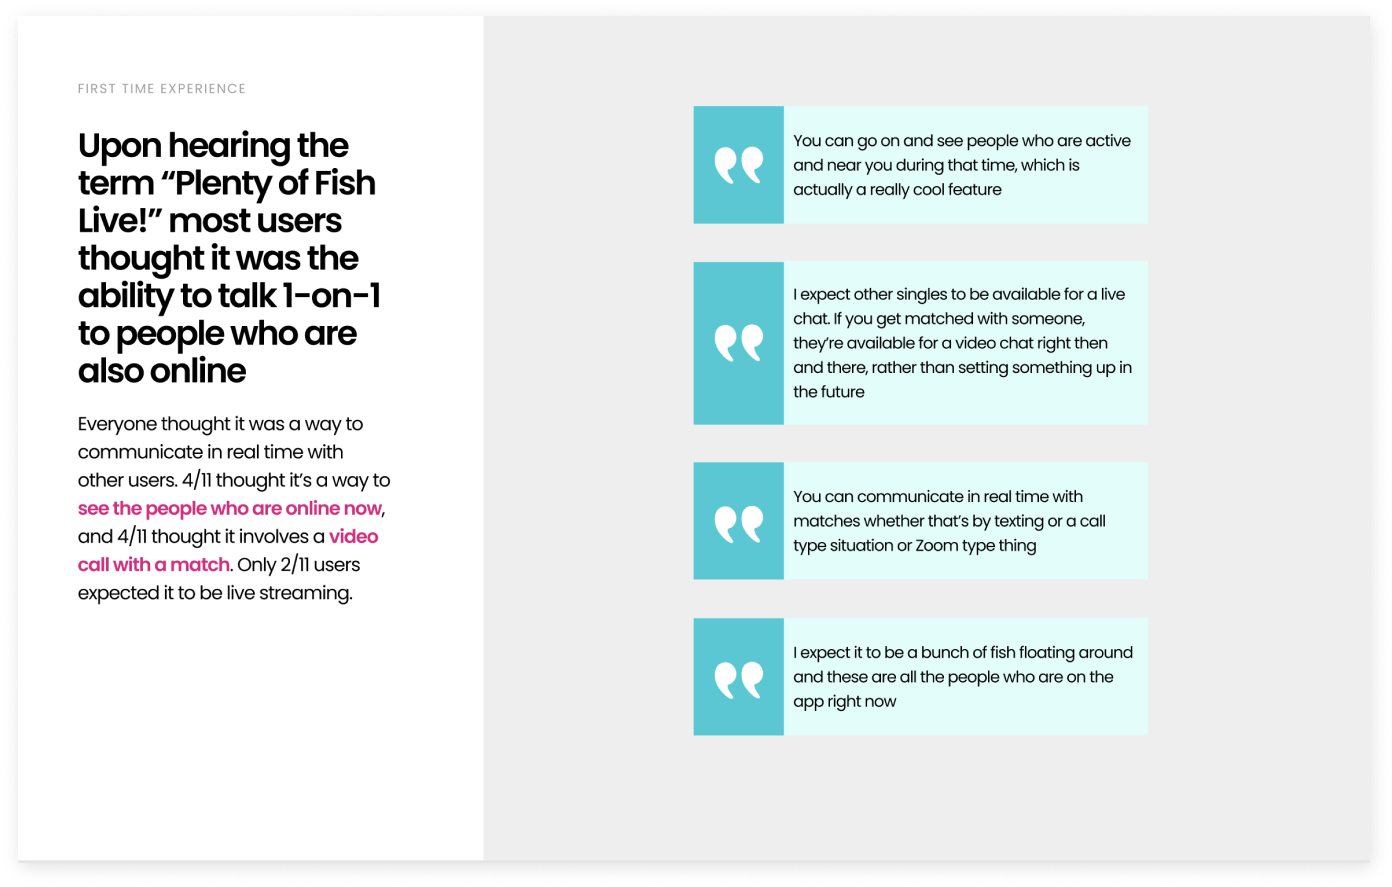 FIRST TIME EXPERIENCE
Upon hearing the
term “Plenty of Fish
Live!” most users
thought it was the
ability to talk 1-on-1
to people who are
also online
Everyone thought it was a way to
communicate in real time with
other users. 4/11 thought it’s a way to
see the people who are online now,
and 4/11 thought it involves a video
call with a match. Only 2/11 users
expected it to be live streaming.
You can go on and see people who are active
and near you during that time, which is
actually a really cool feature
I expect other singles to be available for a live
chat. If you get matched with someone,
they’re available for a video chat right then
and there, rather than setting something up in
the future
You can communicate in real time with
matches whether that’s by texting or a call
type situation or Zoom type thing
I expect it to be a bunch of fish floating around
and these are all the people who are on the
app right now